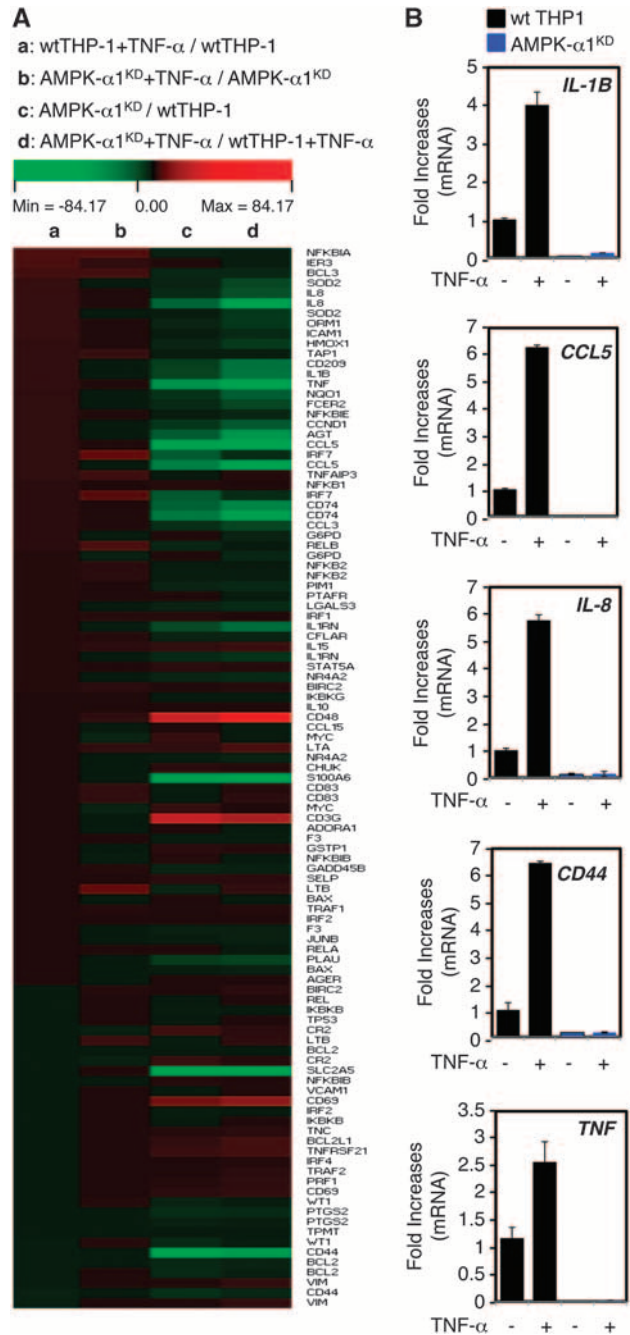 A
a: wtTHP-1+TNF-α / wtTHP-1
b: AMPK-α1KD+TNF-α / AMPK-α1KD
c: AMPK-α1KD / wtTHP-1
d: AMPK-α1KD+TNF-α / wtTHP-1+TNF-α
Min = -84.17 0.00 Max = 84.17
a b c d
NFKBIA
IER3
BCL3
SOD2
IL8
IL8
SOD2
ORM1
ICAM1
HMOX1
TAP1
CD209
IL1B
TNF
NQO1
FCER2
NFKBIE
CCND1
AGT
CCL5
IRF7
CCL5
TNFAIP3
NFKB1
IRF7
CD74
CD74
CCL3
G6PD
RELB
G6PD
NFKB2
NFKB2
PIM1
PTAFR
LGALS3
IRF1
IL1RN
CFLAR
IL15
IL1RN
STAT5A
NR4A2
BIRC2
IKBKG
IL10
CD48
CCL15
MYC
LTA
NR4A2
CHUK
S100A6
CD83
CD83
MYC
CD3G
ADORA1
F3
GSTP1
NFKBIB
GADD45B
SELP
LTB
BAX
TRAF1
IRF2
F3
JUNB
RELA
PLAU
BAX
AGER
BIRC2
REL
IKBKB
TP53
CR2
LTB
BCL2
CR2
SLC2A5
NFKBIB
VCAM1
CD69
IRF2
IKBKB
TNC
BCL2L1
TNFRSF21
IRF4
TRAF2
PRF1
CD69
WT1
PTGS2
PTGS2
TPMT
WT1
CD44
BCL2
BCL2
VIM
CD44
VIM
B
wt THP1
AMPK-α1KD
IL-1B
Fold Increases
(mRNA)
5
4
3
2
1
0
TNF-α - + - +
CCL5
Fold Increases
(mRNA)
7
6
5
4
3
2
1
0
TNF-α - + - +
IL-8
Fold Increases
(mRNA)
7
6
5
4
3
2
1
0
TNF-α - + - +
CD44
Fold Increases
(mRNA)
7
6
5
4
3
2
1
0
TNF-α - + - +
TNF
Fold Increases
(mRNA)
3.5
3
2.5
2
1.5
1
0.5
0
TNF-α - + - +